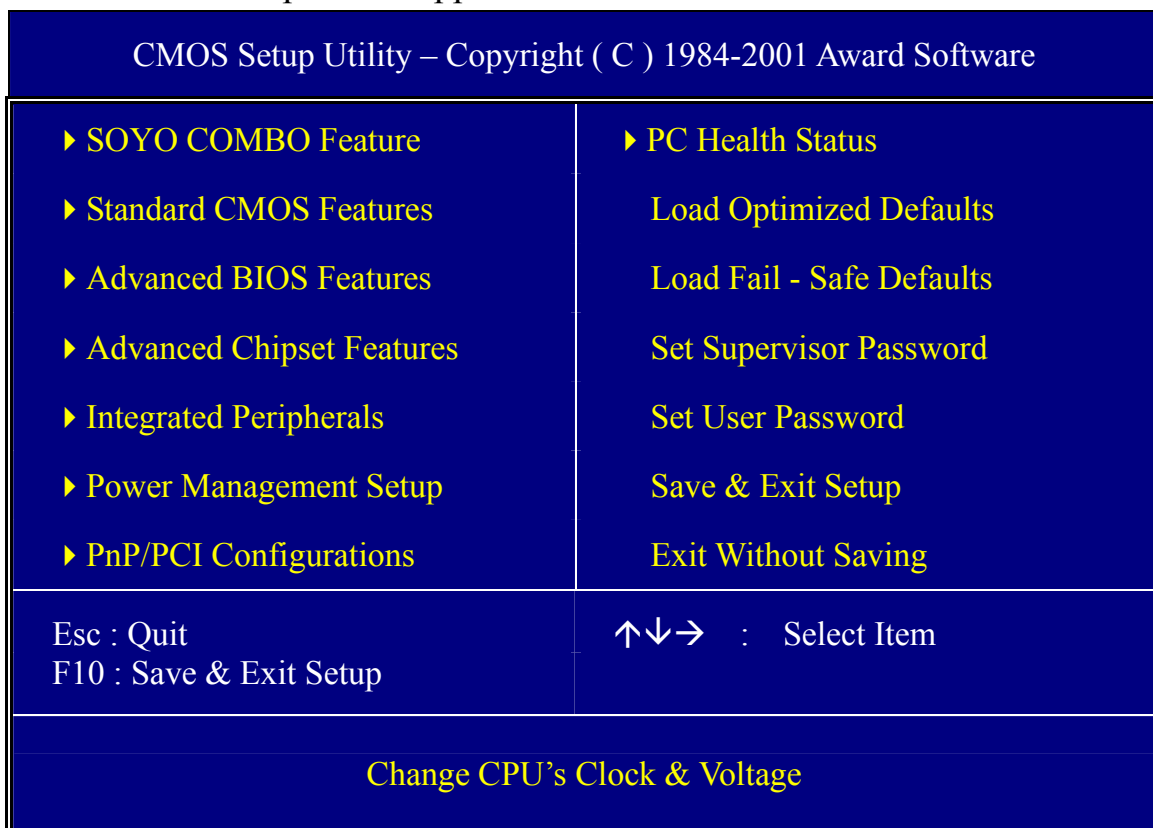 CMOS Setup Utility – Copyright ( C ) 1984-2001 Award Software
SOYO COMBO Feature
Standard CMOS Features
Advanced BIOS Features
Advanced Chipset Features
Integrated Peripherals
Power Management Setup
PnP/PCI Configurations
PC Health Status
Load Optimized Defaults
Load Fail - Safe Defaults
Set Supervisor Password
Set User Password
Save & Exit Setup
Exit Without Saving
Esc : Quit
F10 : Save & Exit Setup
↑↓→ : Select Item
Change CPU’s Clock & Voltage